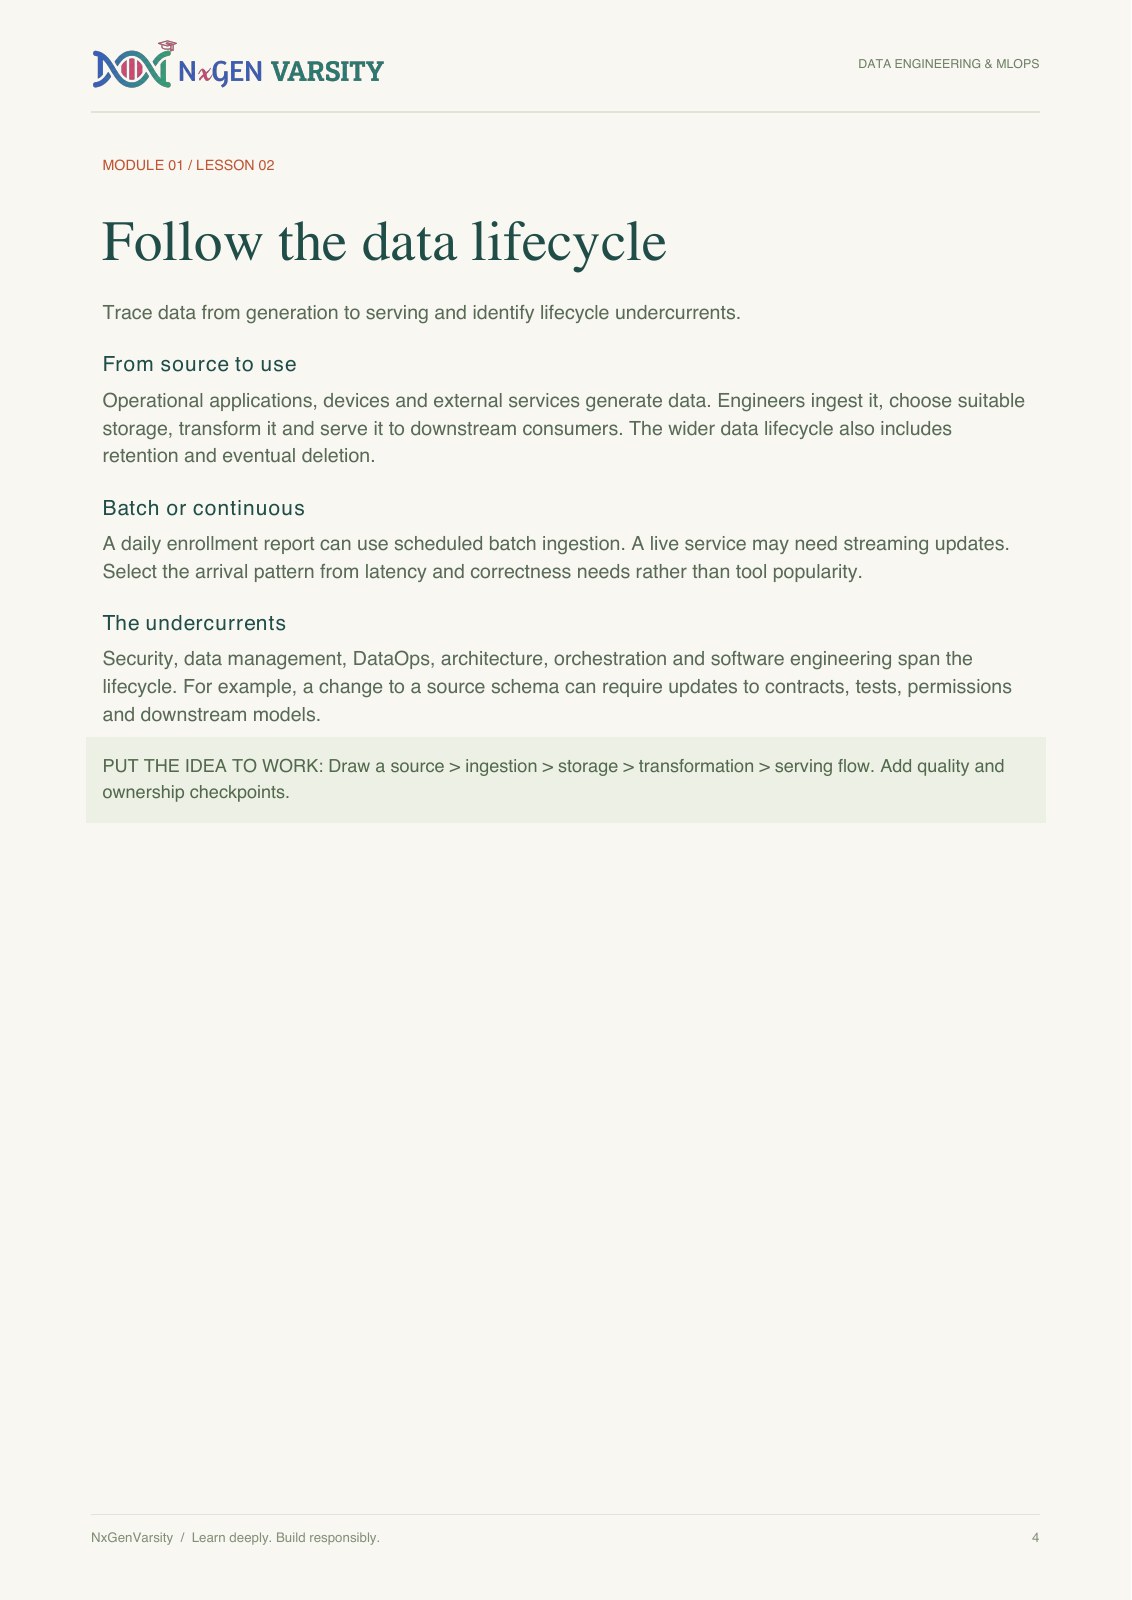 NxGEN VARSITY
DATA ENGINEERING & MLOPS
MODULE 01 / LESSON 02
Follow the data lifecycle
Trace data from generation to serving and identify lifecycle undercurrents.
From source to use
Operational applications, devices and external services generate data. Engineers ingest it, choose suitable
storage, transform it and serve it to downstream consumers. The wider data lifecycle also includes
retention and eventual deletion.
Batch or continuous
A daily enrollment report can use scheduled batch ingestion. A live service may need streaming updates.
Select the arrival pattern from latency and correctness needs rather than tool popularity.
The undercurrents
Security, data management, DataOps, architecture, orchestration and software engineering span the
lifecycle. For example, a change to a source schema can require updates to contracts, tests, permissions
and downstream models.
PUT THE IDEA TO WORK: Draw a source > ingestion > storage > transformation > serving flow. Add quality and
ownership checkpoints.
NxGenVarsity / Learn deeply. Build responsibly.
4